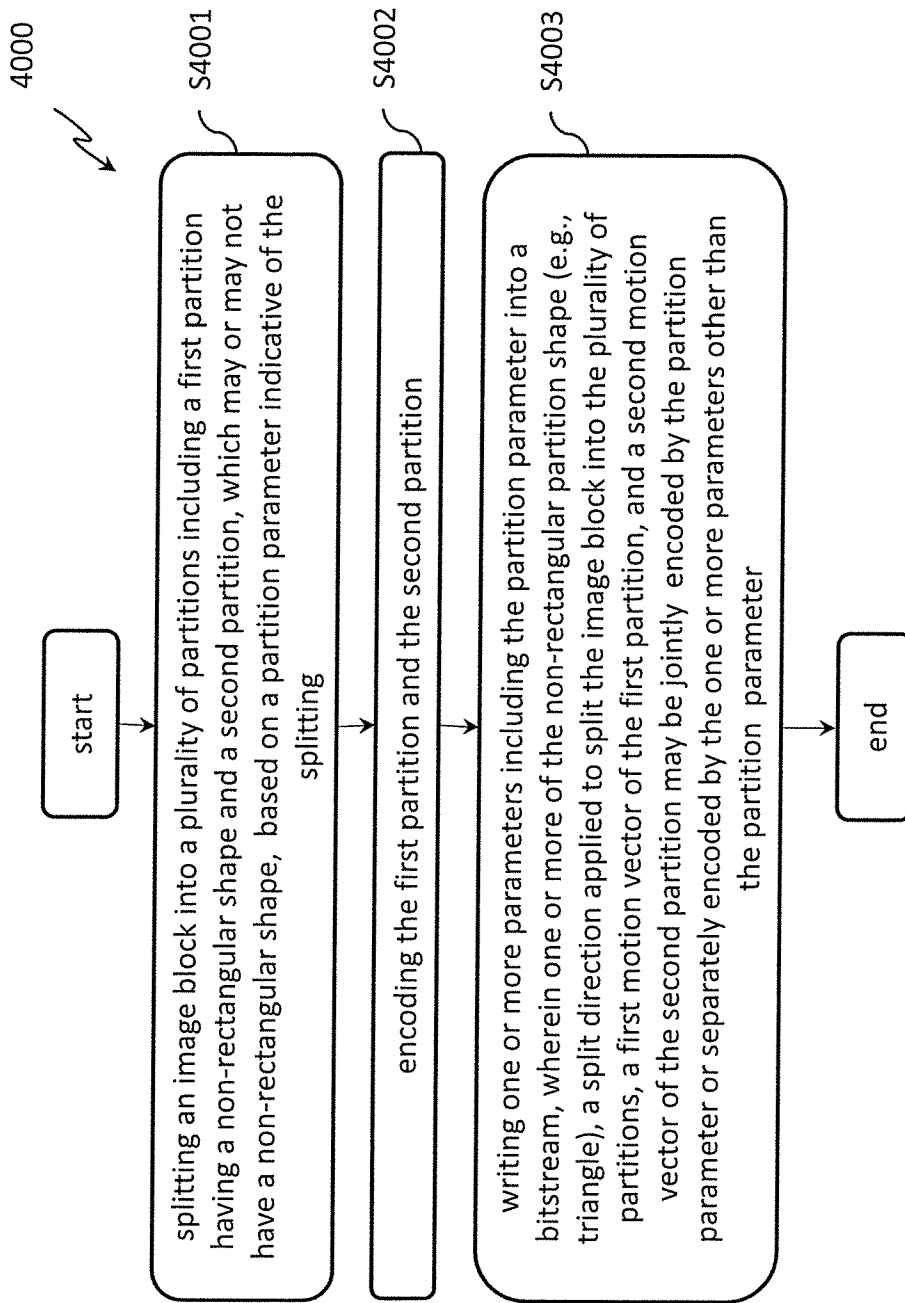 4000
start
splitting an image block into a plurality of partitions including a first partition
having a non-rectangular shape and a second partition, which may or may not
have a non-rectangular shape, based on a partition parameter indicative of the
splitting
S4001
encoding the first partition and the second partition
S4002
writing one or more parameters including the partition parameter into a
bitstream, wherein one or more of the non-rectangular partition shape (e.g.,
triangle), a split direction applied to split the image block into the plurality of
partitions, a first motion vector of the first partition, and a second motion
vector of the second partition may be jointly encoded by the partition
parameter or separately encoded by the one or more parameters other than
the partition parameter
S4003
end